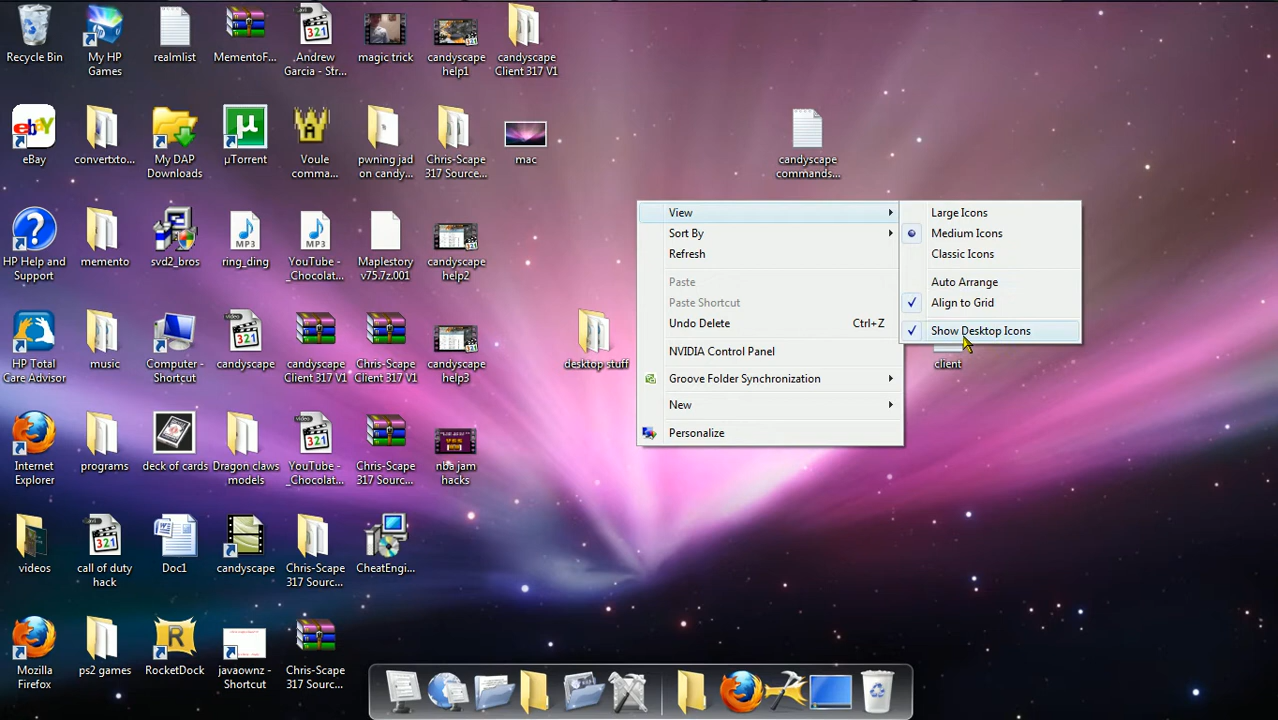 Recycle Bin
My HP
Games
realmlist
MementoF...
Andrew
Garcia - Str...
magic trick
candyscape
help1
candyscape
Client 317 V1
eBay
convertxto...
My DAP
Downloads
µTorrent
Voule
comma...
pwning jad
on candy...
Chris-Scape
317 Source...
mac
candyscape
commands...
HP Help and
Support
memento
svd2_bros
MP3
ring_ding
MP3
YouTube -
_Chocolat...
Maplestory
v75.7z.001
candyscape
help2
HP Total
Care Advisor
music
Computer -
Shortcut
candyscape
candyscape
Client 317 V1
Chris-Scape
Client 317 V1
candyscape
help3
desktop stuff
client
Internet
Explorer
programs
deck of cards
Dragon claws
models
YouTube -
_Chocolat...
Chris-Scape
317 Sourc...
nba jam
hacks
videos
call of duty
hack
Doc1
candyscape
Chris-Scape
317 Sourc...
CheatEngi...
Mozilla
Firefox
ps2 games
RocketDock
javaownz -
Shortcut
Chris-Scape
317 Sourc...
View
Sort By
Refresh
Paste
Paste Shortcut
Undo Delete Ctrl+Z
NVIDIA Control Panel
Groove Folder Synchronization
New
Personalize
Large Icons
Medium Icons
Classic Icons
Auto Arrange
Align to Grid
Show Desktop Icons